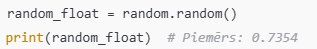 random_float = random.random()
print(random_float)  # Piemērs: 0.7354